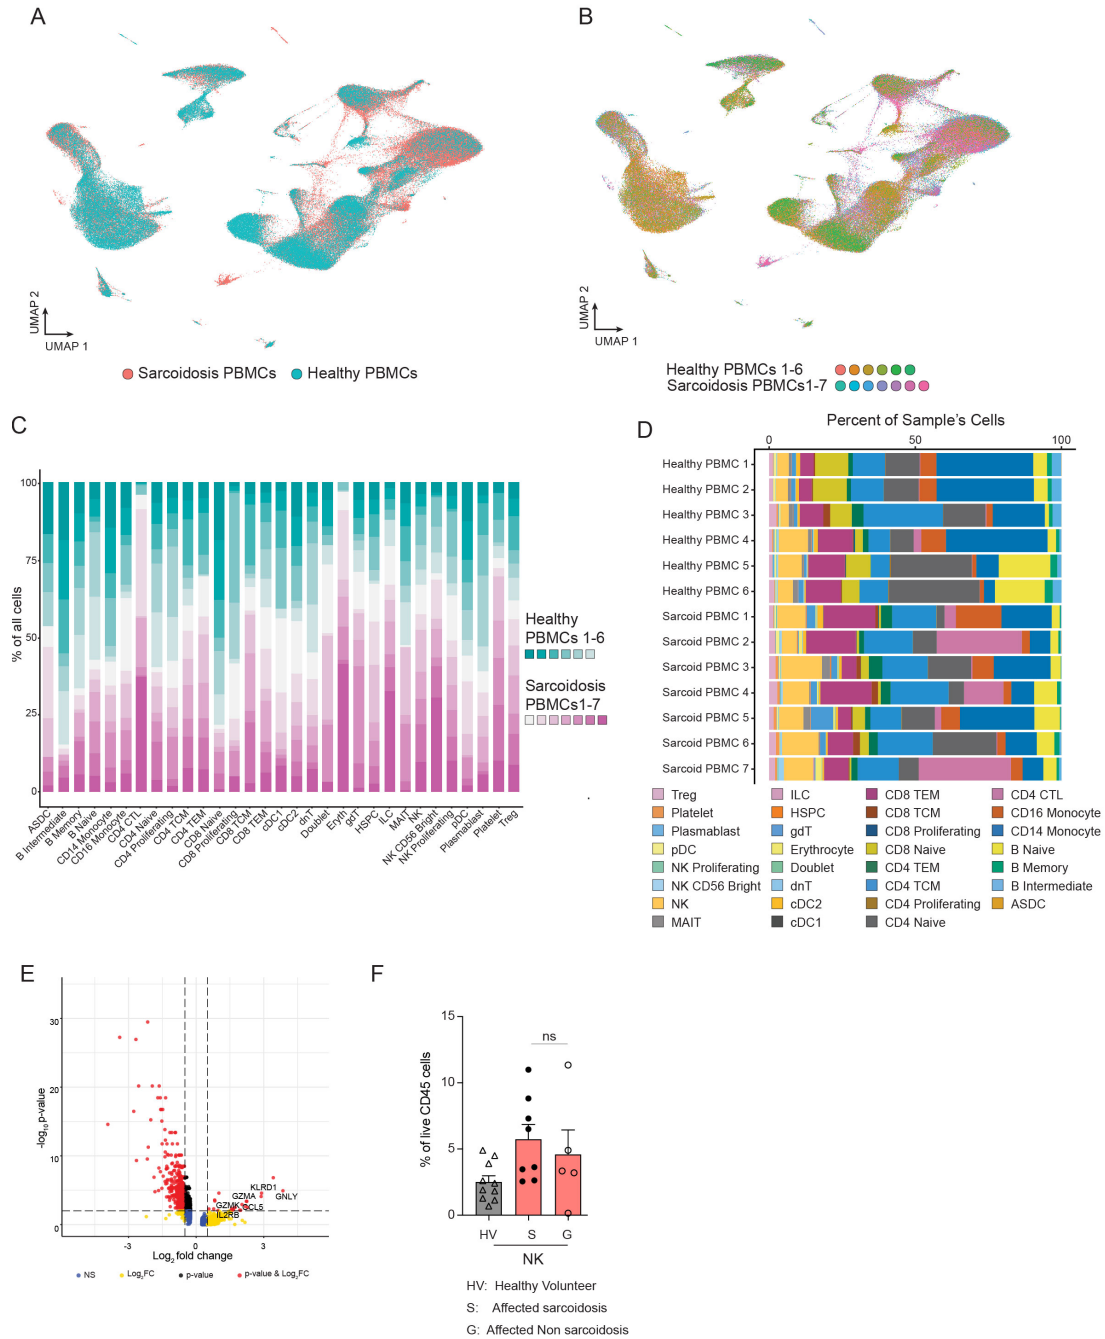 A
B
UMAP 2
UMAP 1
UMAP 2
UMAP 1
Sarcoidosis PBMCs Healthy PBMCs
Healthy PBMCs 1-6
Sarcoidosis PBMCs1-7
C
% of all cells
100
75
50
25
0
ASDC
B Intermediate
B Memory
B Naive
CD14 Monocyte
CD16 Monocyte
CD4 CTL
CD4 Naive
CD4 Proliferating
CD4 TCM
CD4 TEM
CD8 Naive
CD8 Proliferating
CD8 TCM
CD8 TEM
cDC1
cDC2
dnT
Doublet
Eryth
gdT
HSPC
ILC
MAIT
NK
NK CD56 Bright
NK Proliferating
pDC
Plasmablast
Platelet
Treg
Healthy
PBMCs 1-6
Sarcoidosis
PBMCs1-7
D
Percent of Sample's Cells
0 50 100
Healthy PBMC 1
Healthy PBMC 2
Healthy PBMC 3
Healthy PBMC 4
Healthy PBMC 5
Healthy PBMC 6
Sarcoid PBMC 1
Sarcoid PBMC 2
Sarcoid PBMC 3
Sarcoid PBMC 4
Sarcoid PBMC 5
Sarcoid PBMC 6
Sarcoid PBMC 7
Treg ILC CD8 TEM CD4 CTL
Platelet HSPC CD8 TCM CD16 Monocyte
Plasmablast gdT CD8 Proliferating CD14 Monocyte
pDC Erythrocyte CD8 Naive B Naive
NK Proliferating Doublet CD4 TEM B Memory
NK CD56 Bright dnT CD4 TCM B Intermediate
NK cDC2 CD4 Proliferating ASDC
MAIT cDC1 CD4 Naive
E
-log10 p-value
30
20
10
0
KLRD1
GZMA
GNLY
GZMK CCL5
IL2RB
-3 0 3
Log2 fold change
NS Log2FC p-value p-value & Log2FC
F
% of live CD45 cells
15
10
5
0
ns
HV S G
NK
HV: Healthy Volunteer
S: Affected sarcoidosis
G: Affected Non sarcoidosis